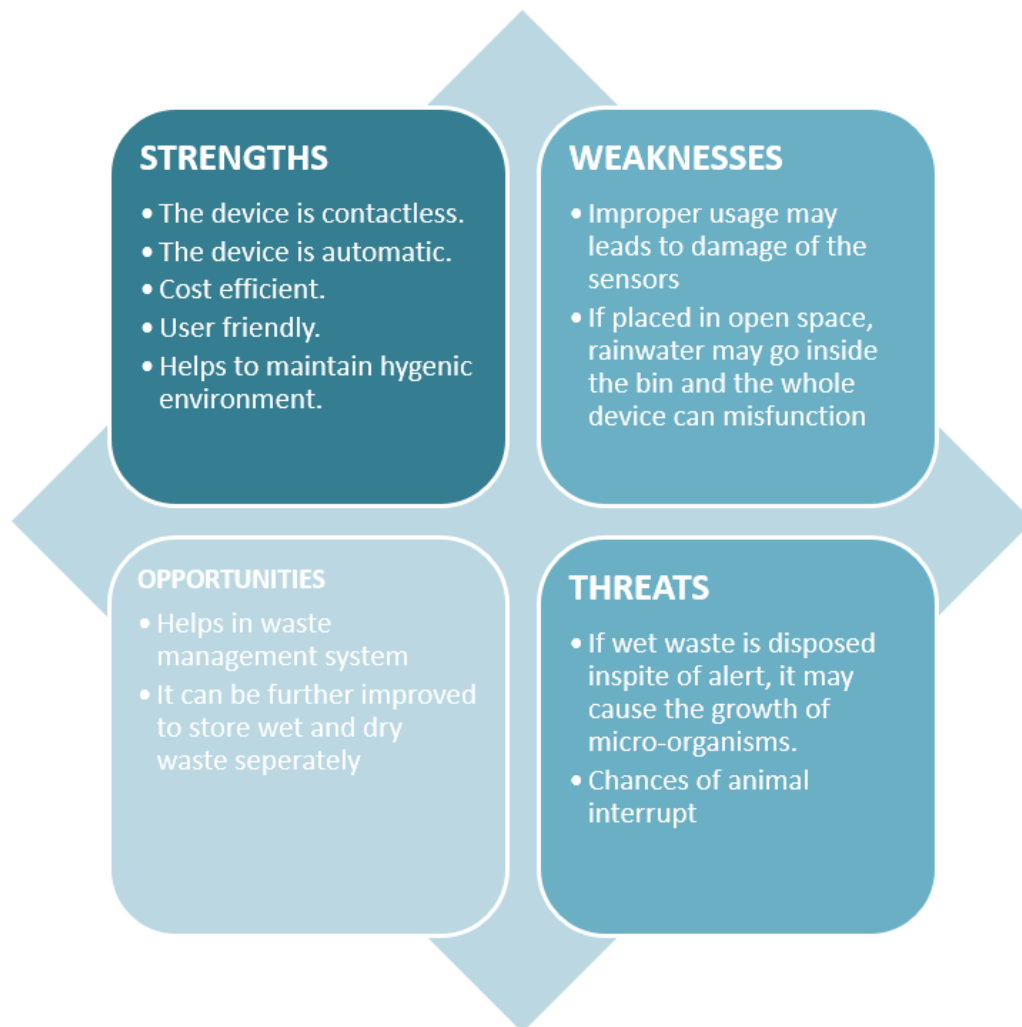 STRENGTHS
• The device is contactless.
• The device is automatic.
• Cost efficient.
• User friendly.
• Helps to maintain hygenic
environment.
WEAKNESSES
• Improper usage may
leads to damage of the
sensors
• If placed in open space,
rainwater may go inside
the bin and the whole
device can misfunction
OPPORTUNITIES
• Helps in waste
management system
• It can be further improved
to store wet and dry
waste seperately
THREATS
• If wet waste is disposed
inspite of alert, it may
cause the growth of
micro-organisms.
• Chances of animal
interrupt